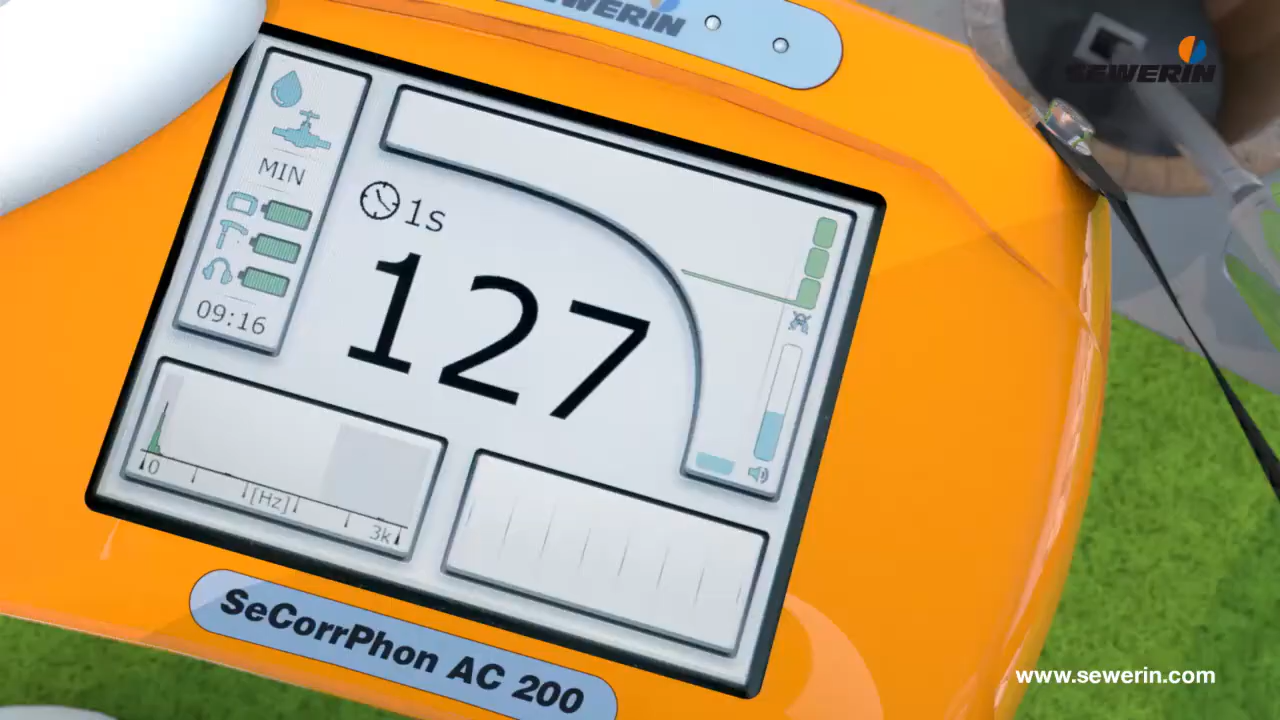 SEWERIN
SEWERIN
MIN
1s
127
09:16
0
[Hz]
3k
SeCorrPhon AC 200
www.sewerin.com